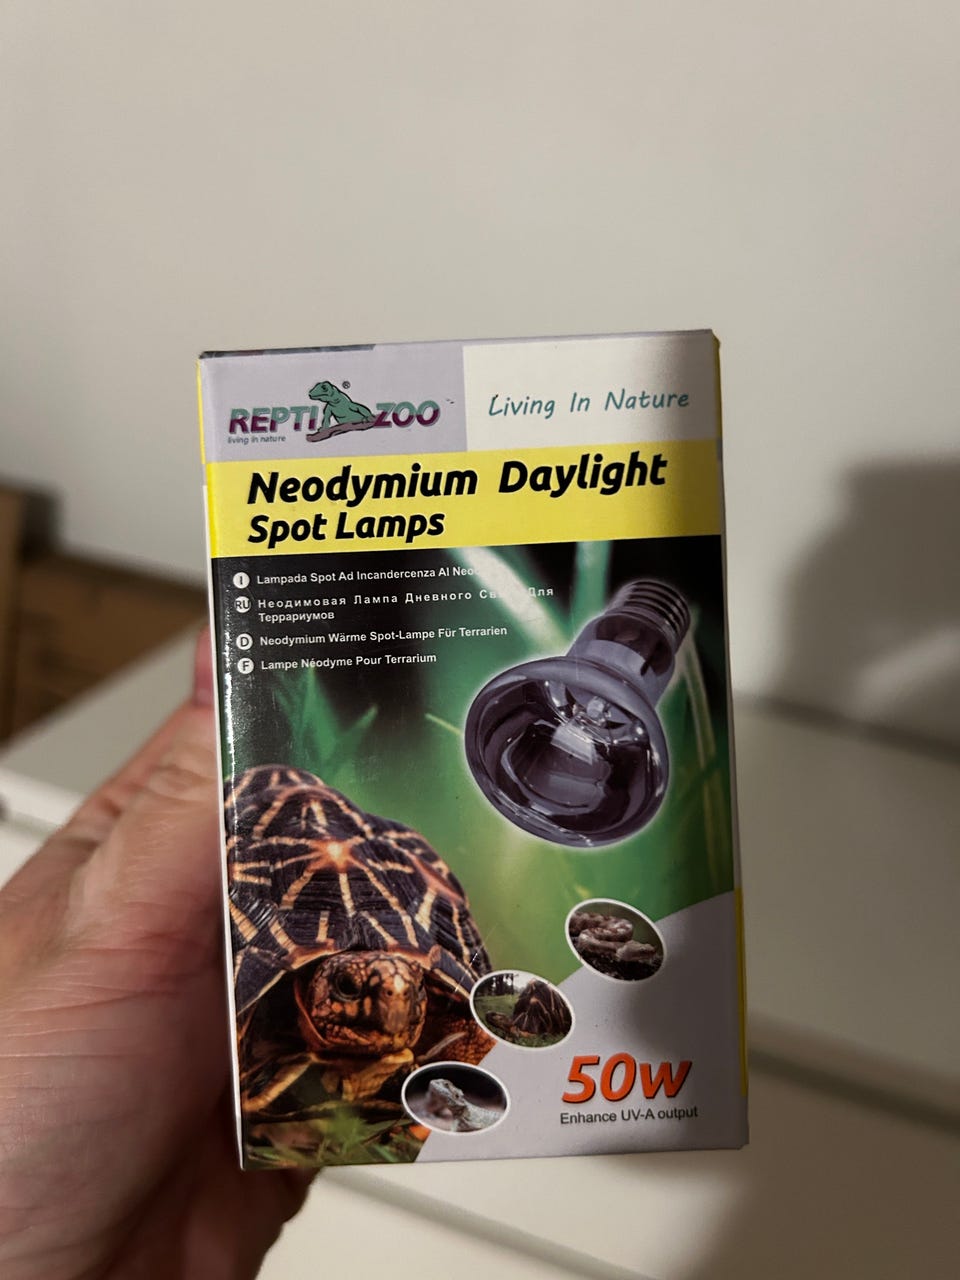 REPTI ZOO ®
living in nature
Living In Nature
Neodymium Daylight
Spot Lamps
I Lampada Spot Ad Incandercenza Al
RU Неодимовая Лампа Дневного Для
Террариумов
D Neodymium Wärme Spot-Lampe Für Terrarien
F Lampe Néodyme Pour Terrarium
50w
Enhance UV-A output